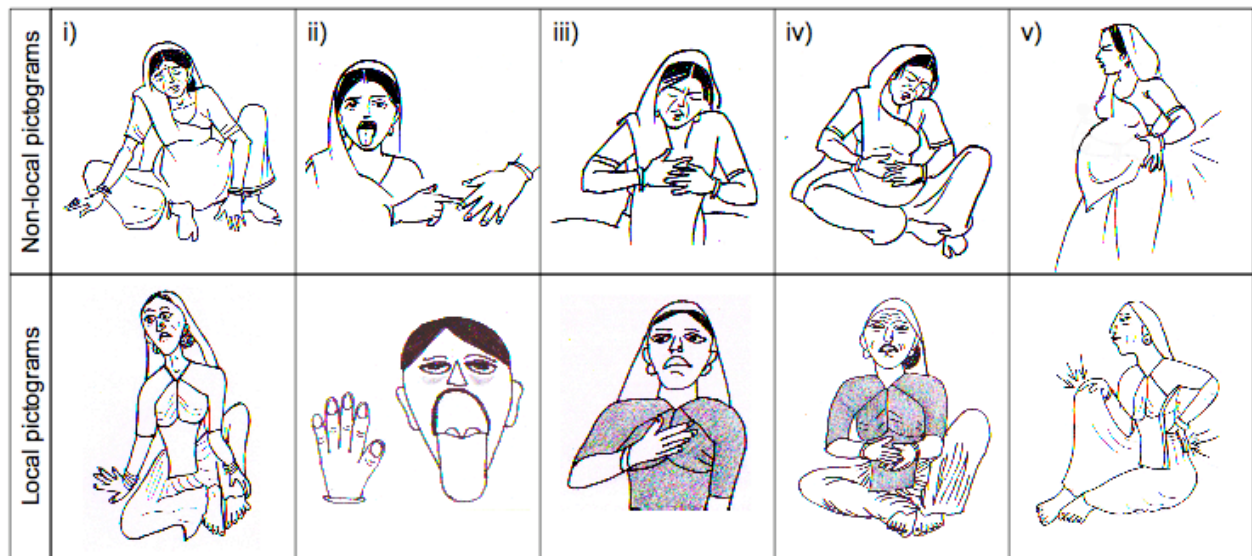 Non-local pictograms
i)
ii)
iii)
iv)
v)
Local pictograms